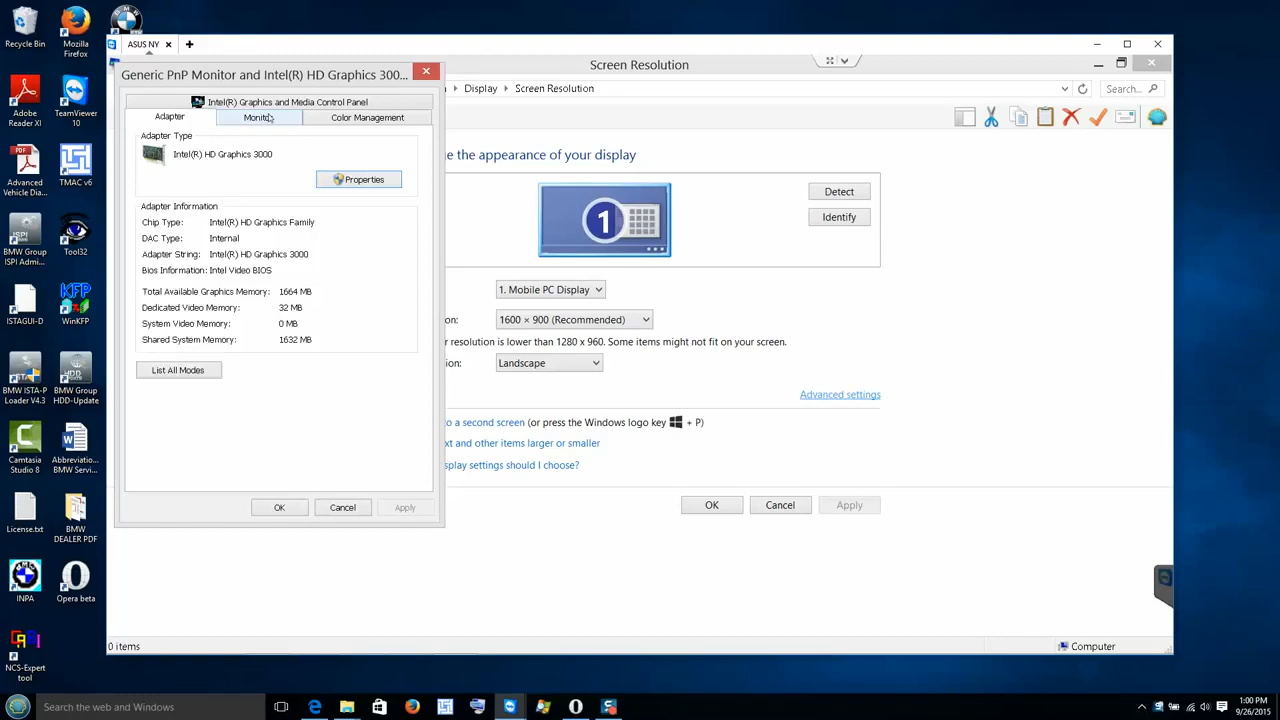 Recycle Bin
Mozilla Firefox
Adobe Reader XI
TeamViewer 10
Advanced Vehicle Dia...
TMAC v6
BMW Group ISPI Admi...
Tool32
ISTAGUI-D
WinKFP
BMW ISTA-P Loader V4.3
BMW Group HDD-Update
Camtasia Studio 8
Abbreviatio... BMW Servi...
License.txt
BMW DEALER PDF
INPA
Opera beta
NCS-Expert tool
ASUS NY
Screen Resolution
Display
Screen Resolution
Search...
Generic PnP Monitor and Intel(R) HD Graphics 300...
Intel(R) Graphics and Media Control Panel
Adapter
Color Management
Adapter Type
Intel(R) HD Graphics 3000
Properties
Adapter Information
Chip Type: Intel(R) HD Graphics Family
DAC Type: Internal
Adapter String: Intel(R) HD Graphics 3000
Bios Information: Intel Video BIOS
Total Available Graphics Memory: 1664 MB
Dedicated Video Memory: 32 MB
System Video Memory: 0 MB
Shared System Memory: 1632 MB
List All Modes
OK
Cancel
Apply
e the appearance of your display
1
Detect
Identify
1. Mobile PC Display
on: 1600 × 900 (Recommended)
r resolution is lower than 1280 x 960. Some items might not fit on your screen.
ion: Landscape
Advanced settings
to a second screen (or press the Windows logo key + P)
xt and other items larger or smaller
splay settings should I choose?
OK
Cancel
Apply
0 items
Computer
Search the web and Windows
1:00 PM
9/26/2015